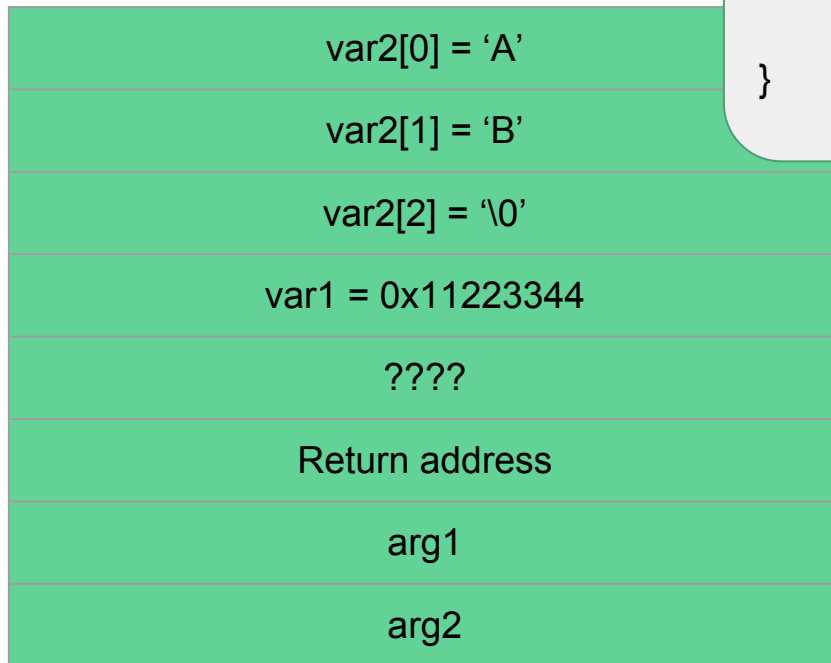 }
var2[0] = ‘A’
var2[1] = ‘B’
var2[2] = ‘\0’
var1 = 0x11223344
????
Return address
arg1
arg2